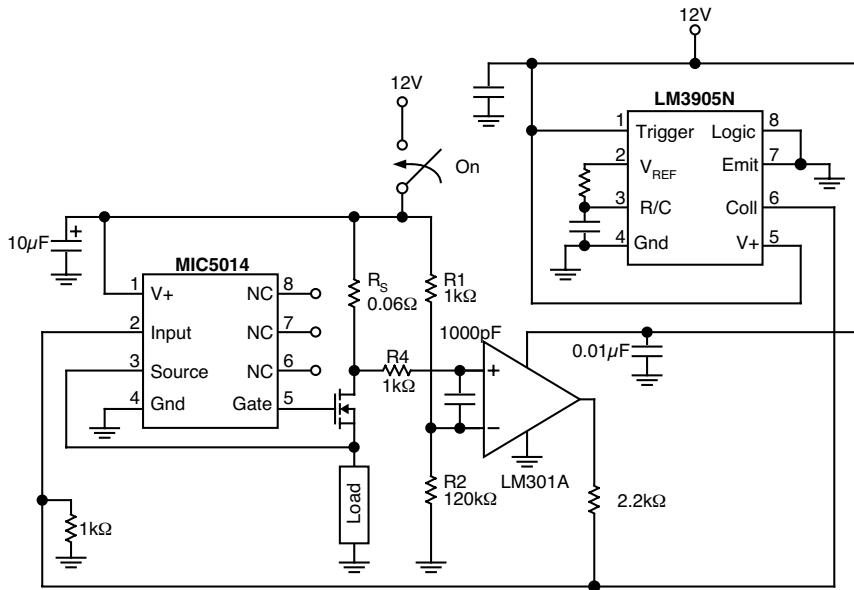 12V
12V
LM3905N
1 Trigger Logic 8
2 VREF Emit 7
3 R/C Coll 6
4 Gnd V+ 5
On
10µF +
MIC5014
1 V+ NC 8
2 Input NC 7
3 Source NC 6
4 Gnd Gate 5
RS
0.06Ω
R1
1kΩ
1000pF
R4
1kΩ
+
−
0.01µF
LM301A
R2
120kΩ
Load
2.2kΩ
1kΩ